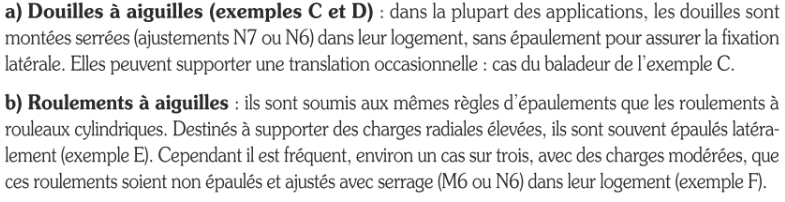 a) Douilles à aiguilles (exemples C et D) : dans la plupart des applications, les douilles sont
montées serrées (ajustements N7 ou N6) dans leur logement, sans épaulement pour assurer la fixation
latérale. Elles peuvent supporter une translation occasionnelle : cas du baladeur de l'exemple C.
b) Roulements à aiguilles : ils sont soumis aux mêmes règles d'épaulements que les roulements à
rouleaux cylindriques. Destinés à supporter des charges radiales élevées, ils sont souvent épaulés latéra-
lement (exemple E). Cependant il est fréquent, environ un cas sur trois, avec des charges modérées, que
ces roulements soient non épaulés et ajustés avec serrage (M6 ou N6) dans leur logement (exemple F).